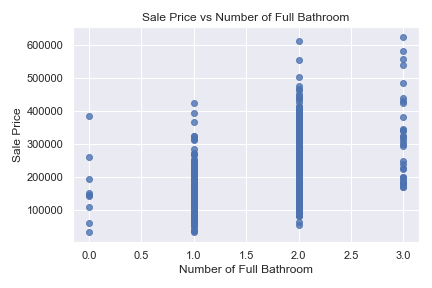 Sale Price vs Number of Full Bathroom
600000
500000
400000
300000
200000
100000
Sale Price
0.0 0.5 1.0 1.5 2.0 2.5 3.0
Number of Full Bathroom